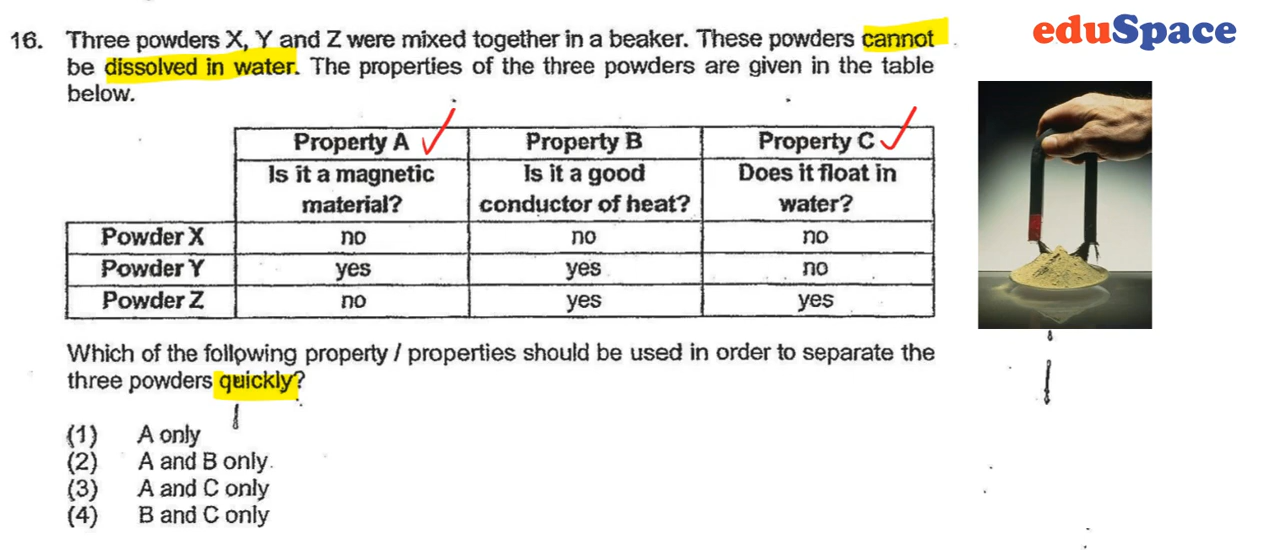 eduSpace
16. Three powders X, Y and Z were mixed together in a beaker. These powders cannot
be dissolved in water. The properties of the three powders are given in the table
below.
Property A Property B Property C
Is it a magnetic material? Is it a good conductor of heat? Does it float in water?
Powder X no no no
Powder Y yes yes no
Powder Z no yes yes
Which of the following property / properties should be used in order to separate the
three powders quickly?
(1) A only
(2) A and B only.
(3) A and C only
(4) B and C only